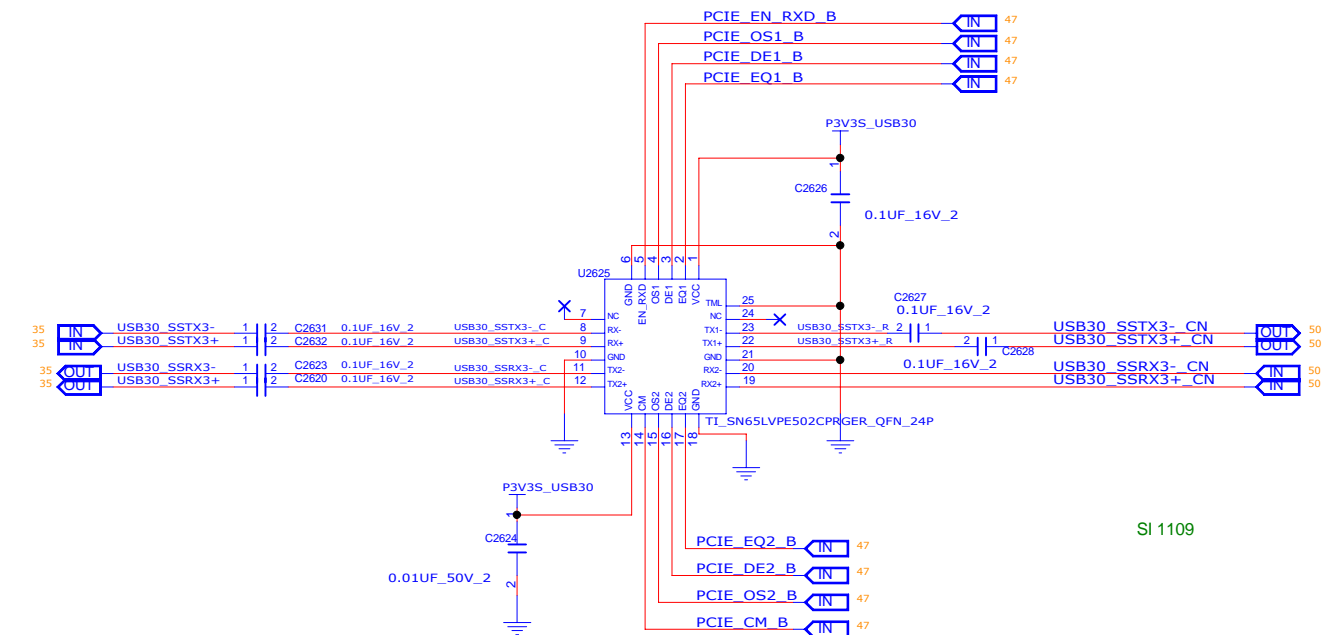 PCIE_EN_RXD_B IN 47
PCIE_OS1_B IN 47
PCIE_DE1_B IN 47
PCIE_EQ1_B IN 47
P3V3S_USB30
1
C2626
0.1UF_16V_2
2
U2625
6 5 4 3 2 1
GND EN_RXD OS1 DE1 EQ1 VCC
7 NC
8 RX-
9 RX+
10 GND
11 TX2-
12 TX2+
TML 25
NC 24
TX1- 23
TX1+ 22
GND 21
RX2- 20
RX2+ 19
VCC CM OS2 DE2 EQ2 GND
13 14 15 16 17 18
TI_SN65LVPE502CPRGER_QFN_24P
35 IN USB30_SSTX3- 1 2 C2631 0.1UF_16V_2 USB30_SSTX3-_C
35 IN USB30_SSTX3+ 1 2 C2632 0.1UF_16V_2 USB30_SSTX3+_C
35 OUT USB30_SSRX3- 1 2 C2623 0.1UF_16V_2 USB30_SSRX3-_C
35 OUT USB30_SSRX3+ 1 2 C2620 0.1UF_16V_2 USB30_SSRX3+_C
C2627
0.1UF_16V_2
USB30_SSTX3-_R 2 1 USB30_SSTX3-_CN OUT 50
USB30_SSTX3+_R 2 1 USB30_SSTX3+_CN OUT 50
C2628
0.1UF_16V_2
USB30_SSRX3-_CN IN 50
USB30_SSRX3+_CN IN 50
P3V3S_USB30
1
C2624
0.01UF_50V_2
2
PCIE_EQ2_B IN 47
PCIE_DE2_B IN 47
PCIE_OS2_B IN 47
PCIE_CM_B IN 47
SI 1109